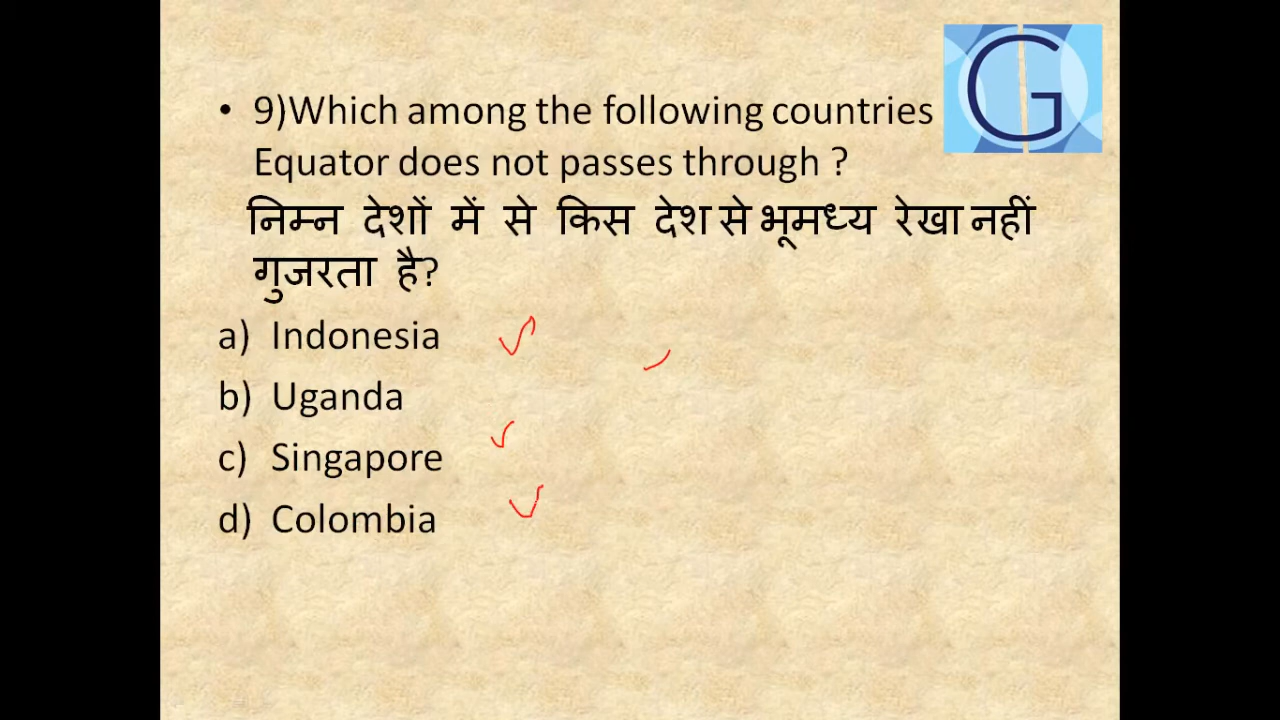 • 9)Which among the following countries
Equator does not passes through ?
निम्न देशों में से किस देश से भूमध्य रेखा नहीं
गुजरता है?
a) Indonesia
b) Uganda
c) Singapore
d) Colombia
G